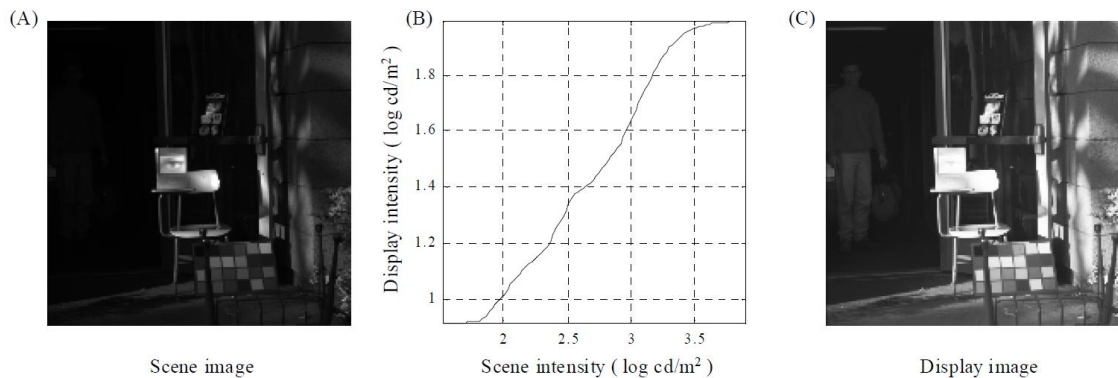 (A)
(B)
(C)
Display intensity ( log cd/m²)
1.8
1.6
1.4
1.2
1
2
2.5
3
3.5
Scene intensity ( log cd/m²)
Scene image
Display image